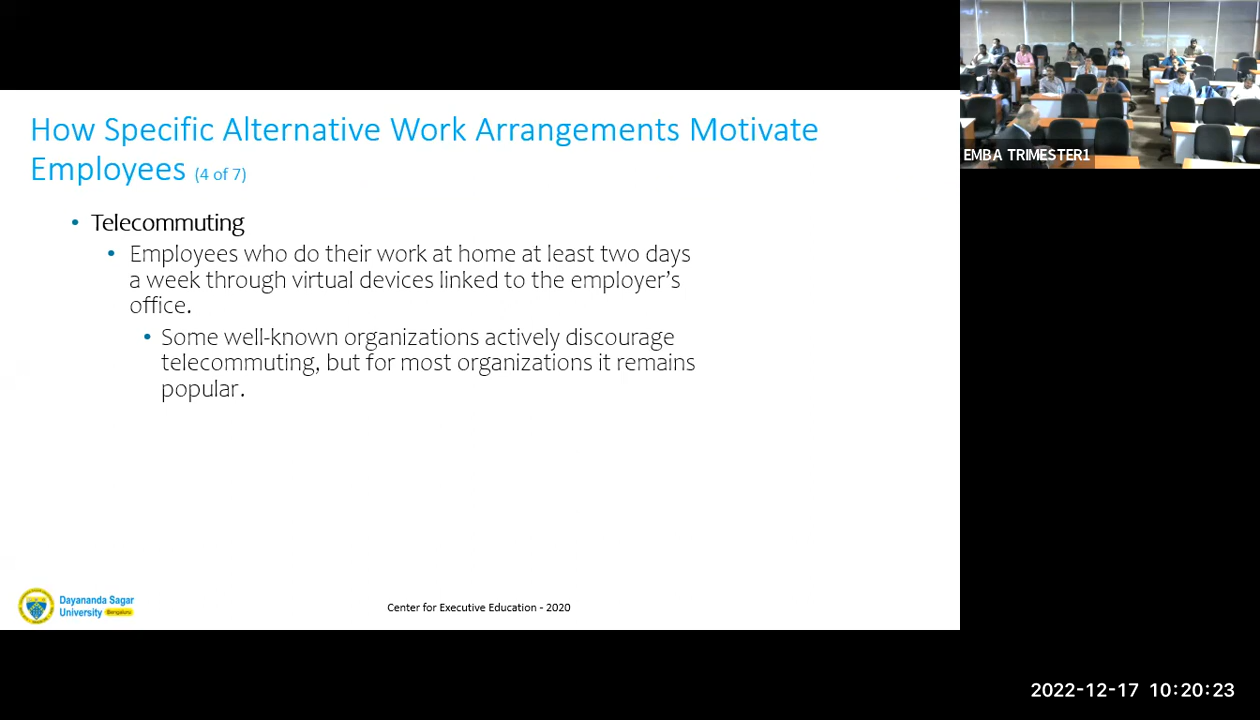 How Specific Alternative Work Arrangements Motivate
Employees (4 of 7)
• Telecommuting
• Employees who do their work at home at least two days
a week through virtual devices linked to the employer’s
office.
• Some well-known organizations actively discourage
telecommuting, but for most organizations it remains
popular.
EMBA TRIMESTER1
Dayananda Sagar
University Bengaluru
Center for Executive Education - 2020
2022-12-17 10:20:23